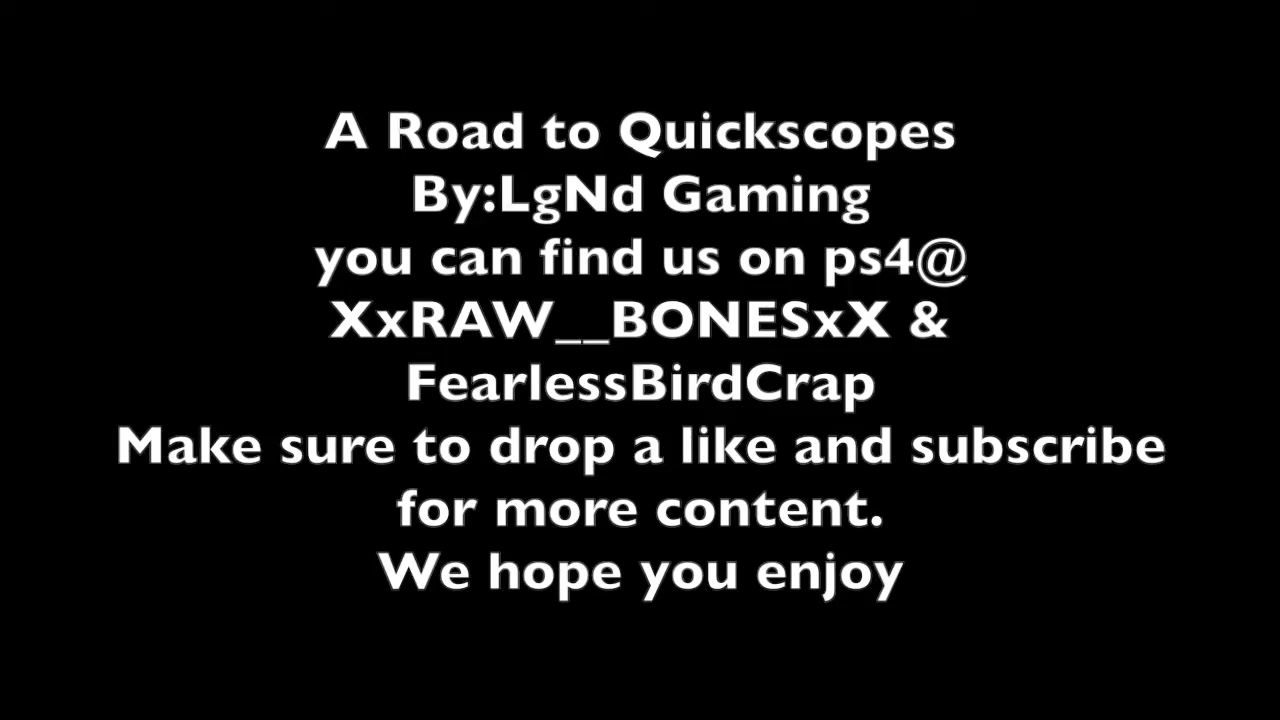 A Road to Quickscopes
By:LgNd Gaming
you can find us on ps4@
XxRAW__BONESxX &
FearlessBirdCrap
Make sure to drop a like and subscribe
for more content.
We hope you enjoy